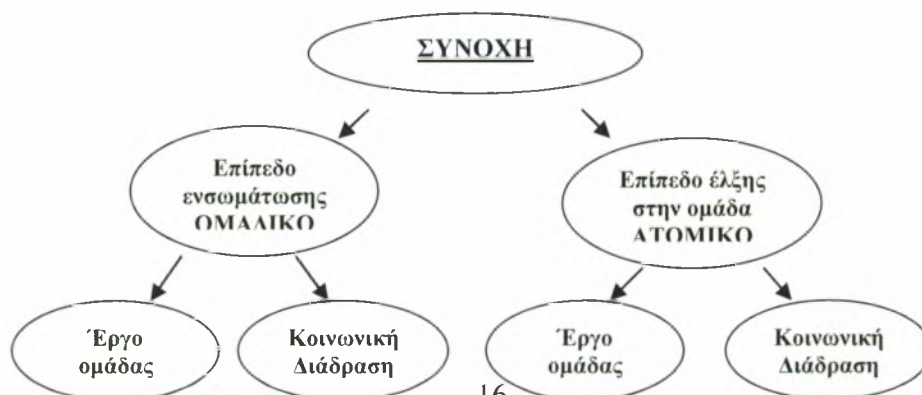 ΣΥΝΟΧΗ
Επίπεδο
ενσωμάτωσης
ΟΜΑΔΙΚΟ
Επίπεδο έλξης
στην ομάδα
ΑΤΟΜΙΚΟ
Έργο
ομάδας
Κοινωνική
Διάδραση
Έργο
ομάδας
Κοινωνική
Διάδραση
16